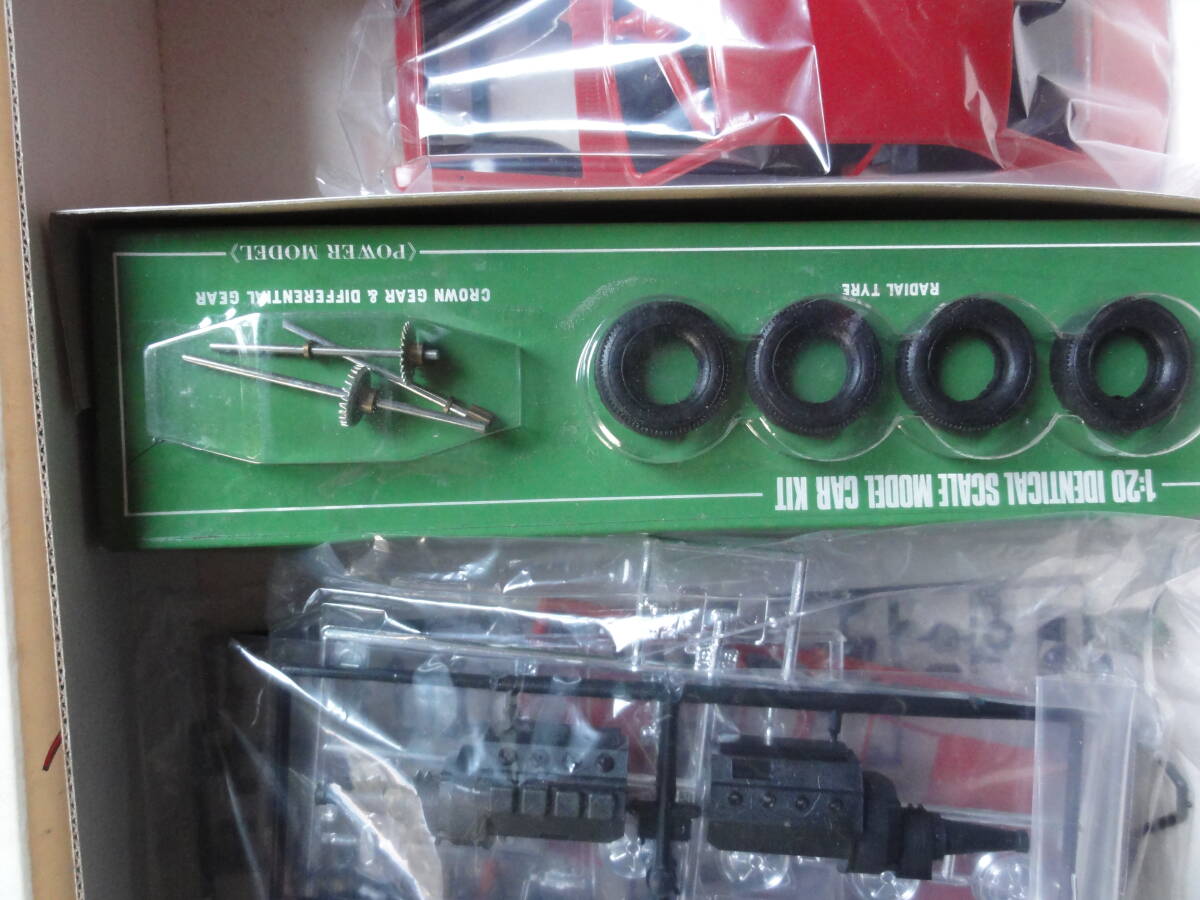 1:20 IDENTICAL SCALE MODEL CAR KIT
RADIAL TYRE
CROWN GEAR & DIFFERENTIAL GEAR
《POWER MODEL》